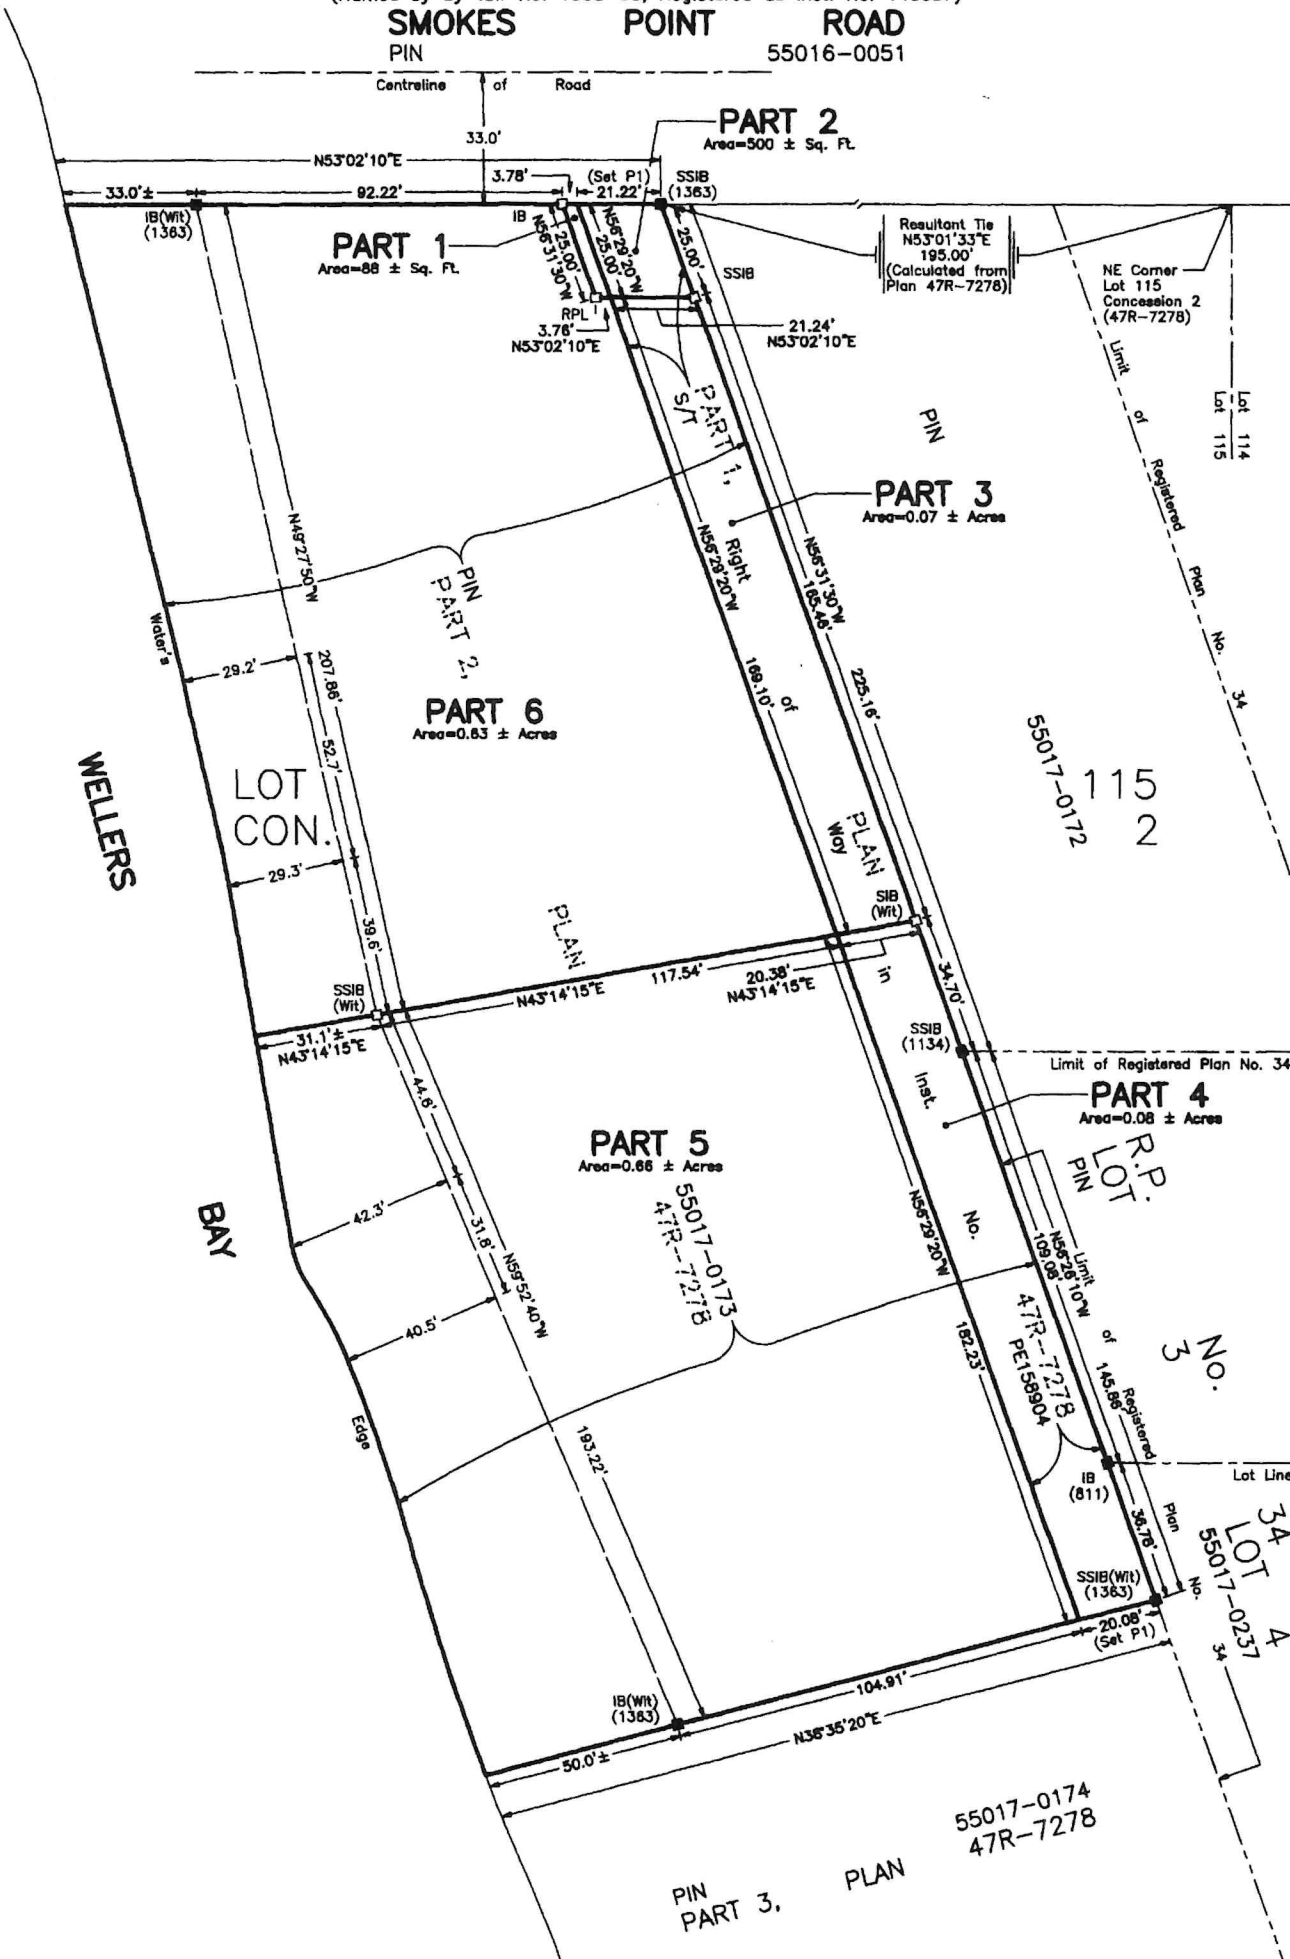 SMOKES POINT ROAD
PIN 55016-0051
Centreline of Road
33.0'
PART 2
Area=500 ± Sq. Ft.
N53°02'10"E
33.0'±
92.22'
3.78'
(Set P1)
21.22'
SSIB
(1363)
IB(Wit)
(1363)
IB
PART 1
Area=88 ± Sq. Ft.
N56°31'30"W
25.00'
N56°29'20"W
25.00'
25.00'
SSIB
Resultant Tie
N53°01'33"E
195.00'
(Calculated from
Plan 47R-7278)
NE Corner
Lot 115
Concession 2
(47R-7278)
RPL
3.76'
N53°02'10"E
21.24'
N53°02'10"E
Lot 114
Lot 115
Limit of Registered Plan No. 34
PIN
S/T
PART 1,
PART 3
Area=0.07 ± Acres
N49°27'50"W
207.86'
PIN
PART 2,
Right
of
Way
N56°29'20"W
169.10'
N56°31'30"W
165.46'
225.16'
Water's
29.2'
52.7'
PART 6
Area=0.63 ± Acres
WELLERS
LOT
CON.
55017-0172
115
2
29.3'
39.6'
PLAN
PLAN
SIB
(Wit)
SSIB
(Wit)
N43°14'15"E
117.54'
20.38'
N43°14'15"E
in
34.70'
31.1'±
N43°14'15"E
SSIB
(1134)
Limit of Registered Plan No. 34
44.6'
Inst.
PART 4
Area=0.08 ± Acres
PART 5
Area=0.66 ± Acres
R.P.
LOT
PIN
BAY
42.3'
31.8'
N59°52'40"W
55017-0173
47R-7278
N56°29'20"W
No.
N56°26'10"W
109.08'
Limit of Registered Plan No. 34
145.86'
40.5'
182.23'
47R-7278
PE158904
No.
3
Edge
193.22'
IB
(811)
Lot Line
36.78'
34
LOT 4
55017-0237
SSIB(Wit)
(1363)
20.08'
(Set P1)
IB(Wit)
(1363)
104.91'
50.0'±
N36°35'20"E
55017-0174
47R-7278
PIN
PART 3, PLAN